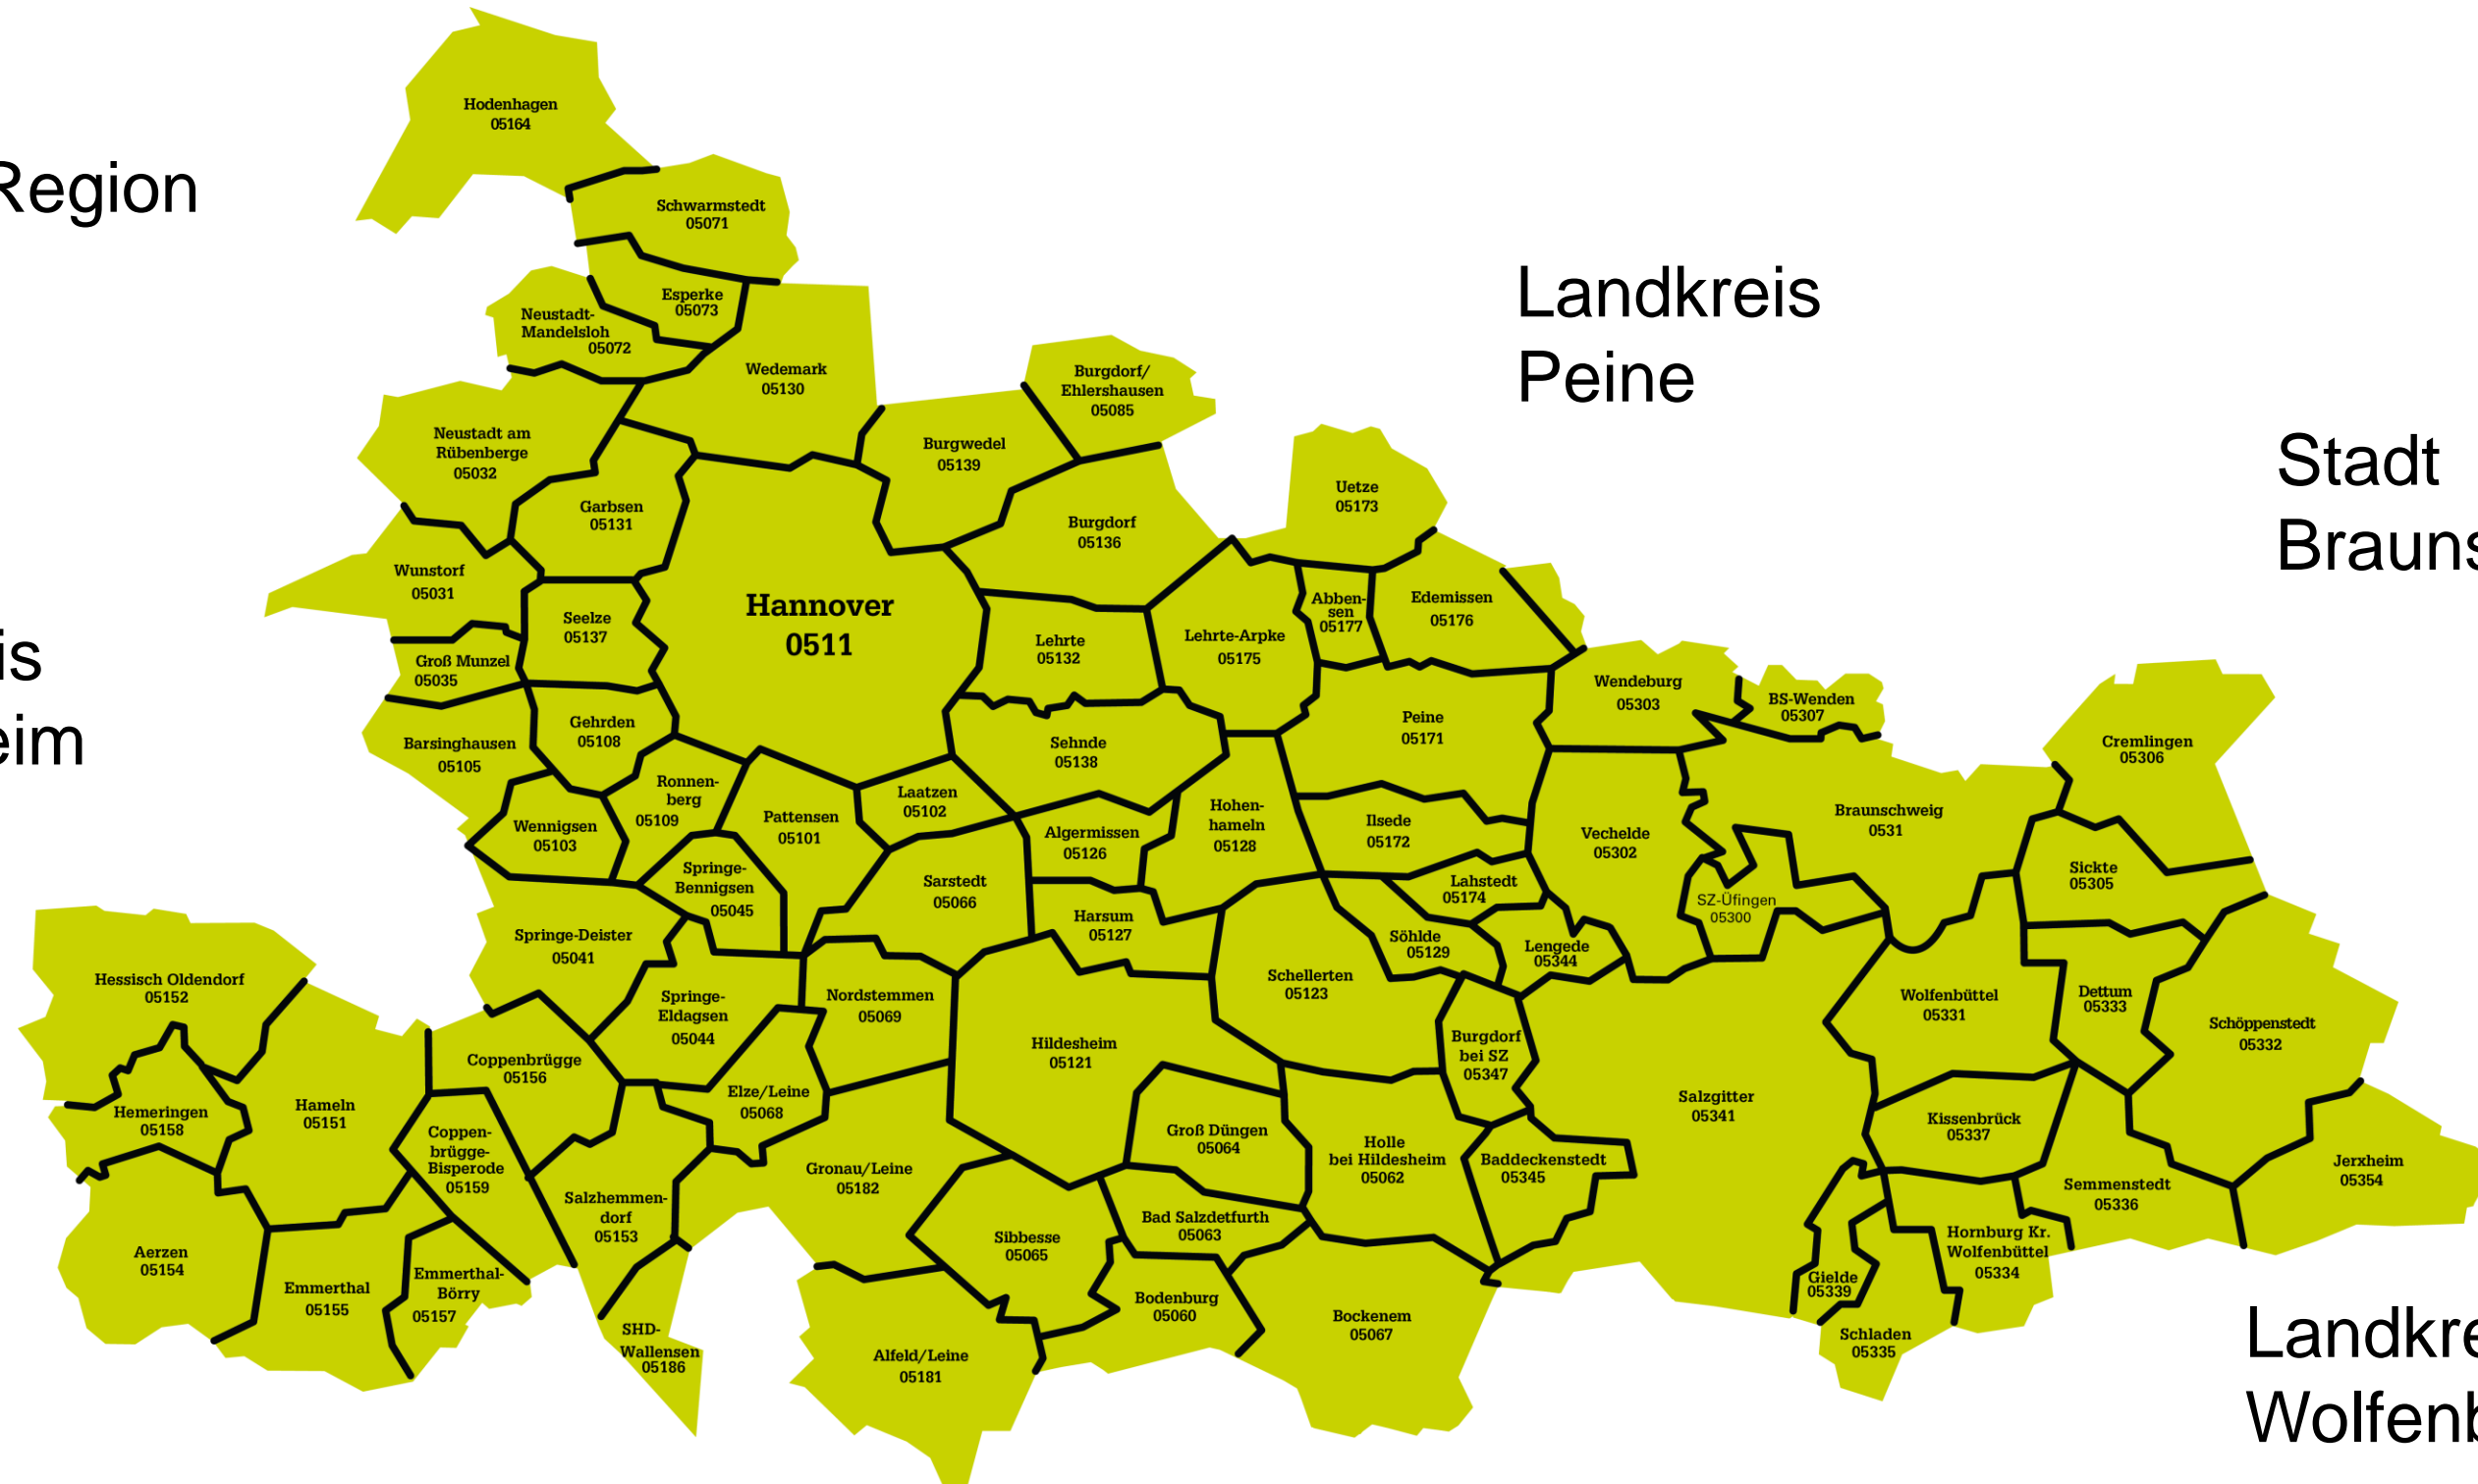 Hodenhagen
05164
Region
Schwarmstedt
05071
Esperke
05073
Neustadt-
Mandelsloh
05072
Landkreis
Peine
Wedemark
05130
Burgdorf/
Ehlershausen
05085
Neustadt am
Rübenberge
05032
Burgwedel
05139
Stadt
Garbsen
05131
Burgdorf
05136
Uetze
05173
Wunstorf
05031
Seelze
05137
Hannover
0511
Lehrte
05132
Lehrte-Arpke
05175
Abben-
sen
05177
Edemissen
05176
Groß Munzel
05035
Wendeburg
05303
BS-Wenden
05307
Barsinghausen
05105
Gehrden
05108
Sehnde
05138
Peine
05171
Cremlingen
05306
Ronnen-
berg
05109
Laatzen
05102
Wennigsen
05103
Pattensen
05101
Algermissen
05126
Hohen-
hameln
05128
Ilsede
05172
Vechelde
05302
Braunschweig
0531
Springe-
Bennigsen
05045
Sarstedt
05066
Harsum
05127
Lahstedt
05174
SZ-Üfingen
05300
Sickte
05305
Springe-Deister
05041
Söhlde
05129
Lengede
05344
Hessisch Oldendorf
05152
Springe-
Eldagsen
05044
Nordstemmen
05069
Schellerten
05123
Wolfenbüttel
05331
Dettum
05333
Schöppenstedt
05332
Coppenbrügge
05156
Hildesheim
05121
Burgdorf
bei SZ
05347
Hemeringen
05158
Hameln
05151
Elze/Leine
05068
Salzgitter
05341
Kissenbrück
05337
Coppen-
brügge-
Bisperode
05159
Gronau/Leine
05182
Groß Düngen
05064
Holle
bei Hildesheim
05062
Baddeckenstedt
05345
Semmenstedt
05336
Jerxheim
05354
Salzhemmen-
dorf
05153
Bad Salzdetfurth
05063
Aerzen
05154
Emmerthal
05155
Emmerthal-
Börry
05157
Sibbesse
05065
Hornburg Kr.
Wolfenbüttel
05334
Gielde
05339
SHD-
Wallensen
05186
Alfeld/Leine
05181
Bodenburg
05060
Bockenem
05067
Schladen
05335